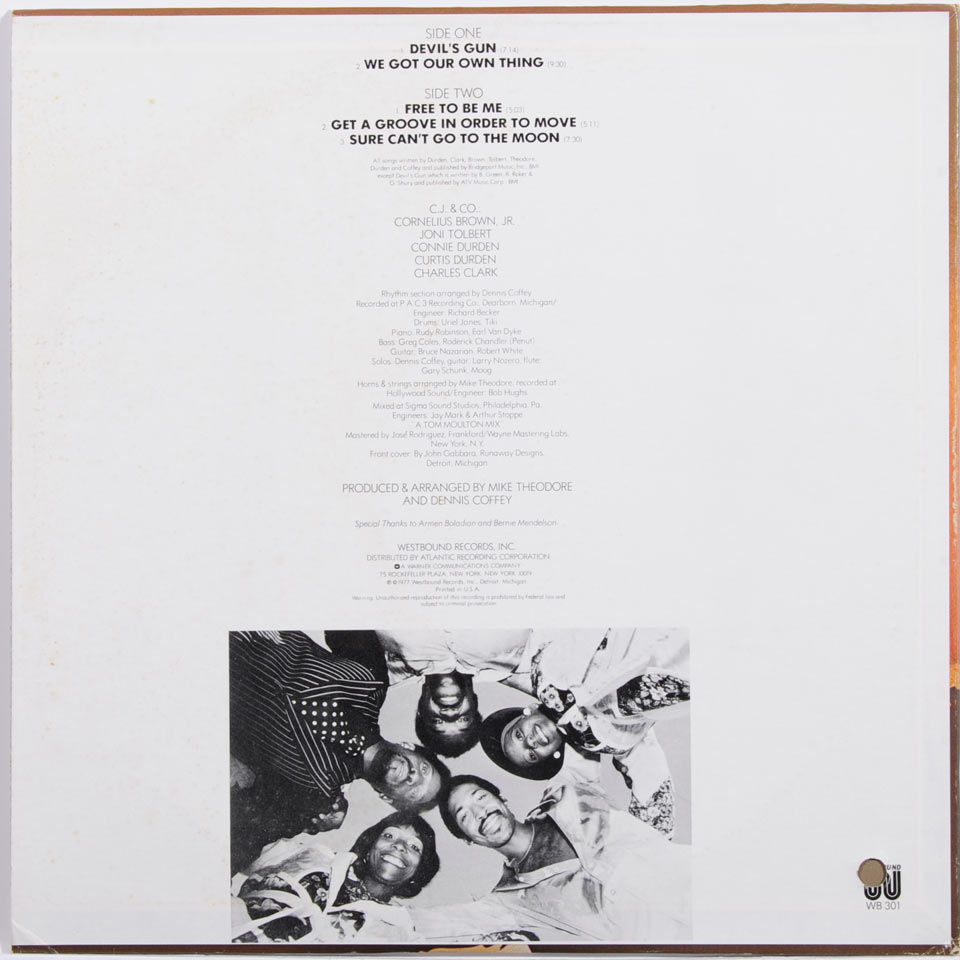 SIDE ONE
1. DEVIL'S GUN (7:14)
2. WE GOT OUR OWN THING (9:30)
SIDE TWO
1. FREE TO BE ME (5:03)
2. GET A GROOVE IN ORDER TO MOVE (5:11)
3. SURE CAN'T GO TO THE MOON (7:30)
All songs written by Durden, Clark, Brown, Tolbert, Theodore,
Durden and Coffey and published by Bridgeport Music, Inc. BMI
except Devil's Gun which is written by B. Green, R. Roker &
G. Shury and published by ATV Music Corp. BMI
C.J. & CO.,
CORNELIUS BROWN, JR.
JONI TOLBERT
CONNIE DURDEN
CURTIS DURDEN
CHARLES CLARK
Rhythm section arranged by Dennis Coffey
Recorded at P A C 3 Recording Co., Dearborn, Michigan/
Engineer: Richard Becker
Drums: Uriel Jones, Tiki
Piano: Rudy Robinson, Earl Van Dyke
Bass: Greg Coles, Roderick Chandler (Penut)
Guitar: Bruce Nazarian, Robert White
Solos: Dennis Coffey, guitar, Larry Nozero, flute;
Gary Schunk, Moog
Horns & strings arranged by Mike Theodore, recorded at
Hollywood Sound/Engineer: Bob Hughs
Mixed at Sigma Sound Studios, Philadelphia, Pa.
Engineers: Jay Mark & Arthur Stoppe
"A TOM MOULTON MIX"
Mastered by José Rodriguez, Frankford/Wayne Mastering Labs,
New York, N.Y.
Front cover: By John Gabbara, Runaway Designs,
Detroit, Michigan
PRODUCED & ARRANGED BY MIKE THEODORE
AND DENNIS COFFEY
Special Thanks to Armen Boladian and Bernie Mendelson.
WESTBOUND RECORDS, INC.
DISTRIBUTED BY ATLANTIC RECORDING CORPORATION
A WARNER COMMUNICATIONS COMPANY
75 ROCKEFELLER PLAZA, NEW YORK, NEW YORK 10019
℗ © 1977 Westbound Records, Inc., Detroit, Michigan
Printed in U.S.A.
Warning: Unauthorized reproduction of this recording is prohibited by Federal law and
subject to criminal prosecution.
UND
WB 301